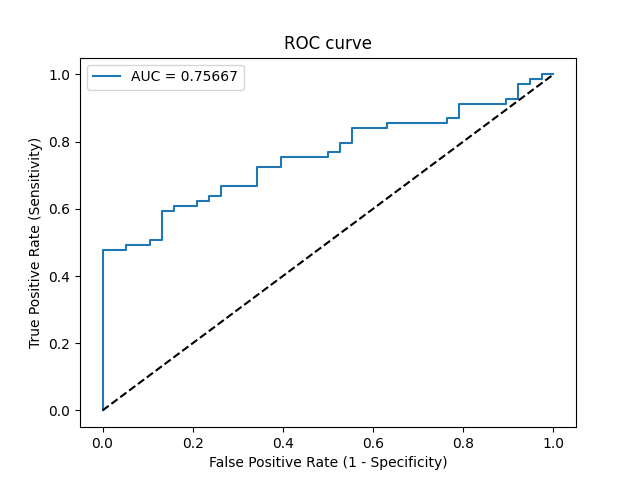 ROC curve
AUC = 0.75667
1.0
0.8
0.6
0.4
0.2
0.0
True Positive Rate (Sensitivity)
0.0 0.2 0.4 0.6 0.8 1.0
False Positive Rate (1 - Specificity)